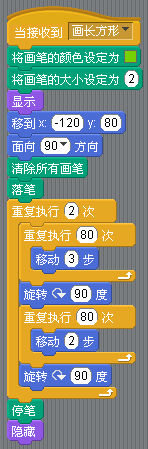 当接收到 画长方形
将画笔的颜色设定为
将画笔的大小设定为 2
显示
移到 x: -120 y: 80
面向 90 方向
清除所有画笔
落笔
重复执行 2 次
重复执行 80 次
移动 3 步
旋转 90 度
重复执行 80 次
移动 2 步
旋转 90 度
停笔
隐藏